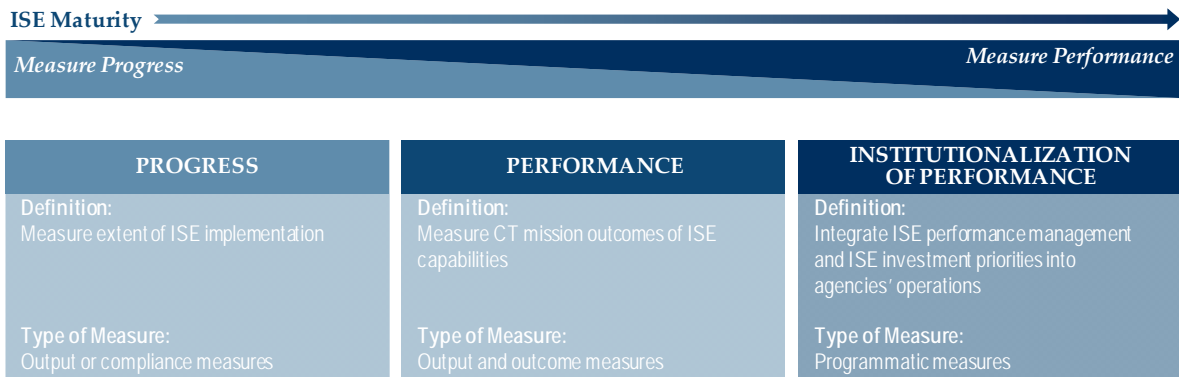 ISE Maturity
Measure Progress
Measure Performance
PROGRESS
Definition:
Measure extent of ISE implementation
Type of Measure:
Output or compliance measures
PERFORMANCE
Definition:
Measure CT mission outcomes of ISE
capabilities
Type of Measure:
Output and outcome measures
INSTITUTIONALIZATION
OF PERFORMANCE
Definition:
Integrate ISE performance management
and ISE investment priorities into
agencies' operations
Type of Measure:
Programmatic measures